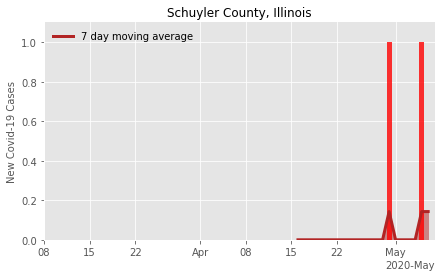 Schuyler County, Illinois
7 day moving average
New Covid-19 Cases
1.0
0.8
0.6
0.4
0.2
0.0
08 15 22 Apr 08 15 22 May
2020-May